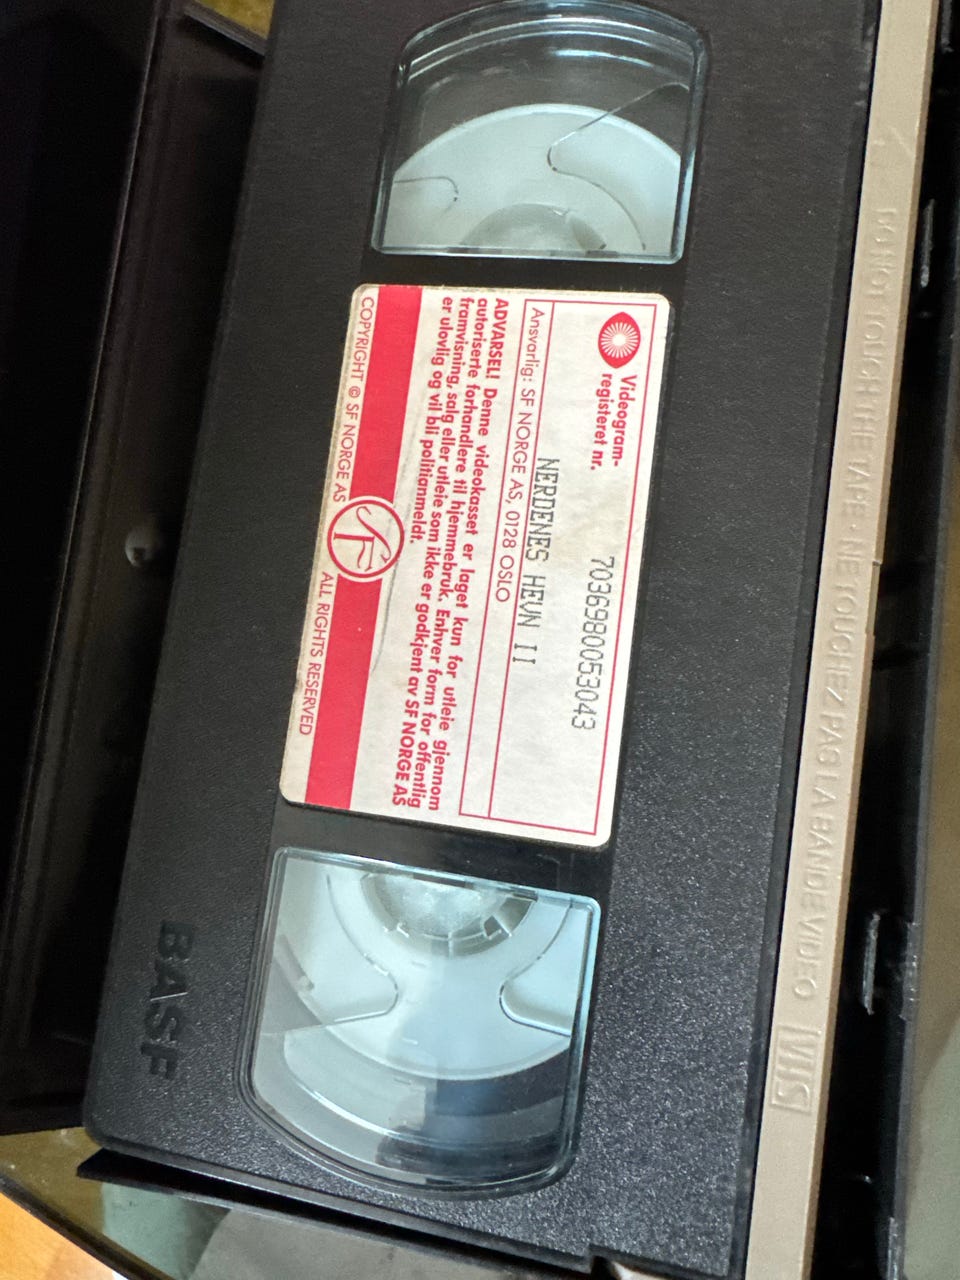 Videogram-
registeret nr.
7036980053043
NERDENES HEVN II
Ansvarlig: SF NORGE AS, 0128 OSLO
ADVARSEL! Denne videokasset er laget kun for utleie gjennom
autoriserte forhandlere til hjemmebruk. Enhver form for offentlig
framvisning, salg eller utleie som ikke er godkjent av SF NORGE AS
er ulovlig og vil bli politianmeldt.
COPYRIGHT © SF NORGE AS
SF
ALL RIGHTS RESERVED
DO NOT TOUCH THE TAPE · NE TOUCHEZ PAS LA BANDE VIDEO
VHS
BASF